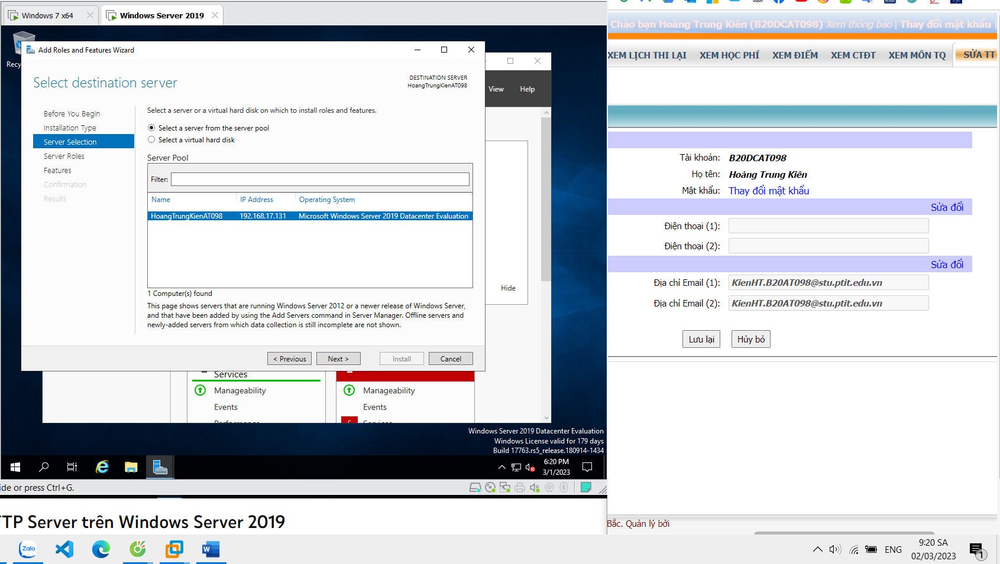 Windows 7 x64
Windows Server 2019
Recy
Add Roles and Features Wizard
Select destination server
DESTINATION SERVER
HoangTrungKienAT098
Before You Begin
Installation Type
Server Selection
Server Roles
Features
Confirmation
Results
Select a server or a virtual hard disk on which to install roles and features.
Select a server from the server pool
Select a virtual hard disk
Server Pool
Filter:
Name IP Address Operating System
HoangTrungKienAT098 192.168.17.131 Microsoft Windows Server 2019 Datacenter Evaluation
1 Computer(s) found
This page shows servers that are running Windows Server 2012 or a newer release of Windows Server,
and that have been added by using the Add Servers command in Server Manager. Offline servers and
newly-added servers from which data collection is still incomplete are not shown.
< Previous Next > Install Cancel
View Help
Hide
Services
Manageability
Events
Performance
Manageability
Events
5 Services
Windows Server 2019 Datacenter Evaluation
Windows License valid for 179 days
Build 17763.rs5_release.180914-1434
6:20 PM
3/1/2023
ide or press Ctrl+G.
TP Server trên Windows Server 2019
Chào bạn Hoàng Trung Kiên (B20DCAT098) Xem thông báo | Thay đổi mật khẩu |
XEM LỊCH THI LẠI XEM HỌC PHÍ XEM ĐIỂM XEM CTĐT XEM MÔN TQ SỬA TT
Tài khoản: B20DCAT098
Họ tên: Hoàng Trung Kiên
Mật khẩu: Thay đổi mật khẩu
Sửa đổi
Điện thoại (1):
Điện thoại (2):
Sửa đổi
Địa chỉ Email (1): KienHT.B20AT098@stu.ptit.edu.vn
Địa chỉ Email (2): KienHT.B20AT098@stu.ptit.edu.vn
Lưu lại Hủy bỏ
Bắc. Quản lý bởi
Zalo
ENG
9:20 SA
02/03/2023
1